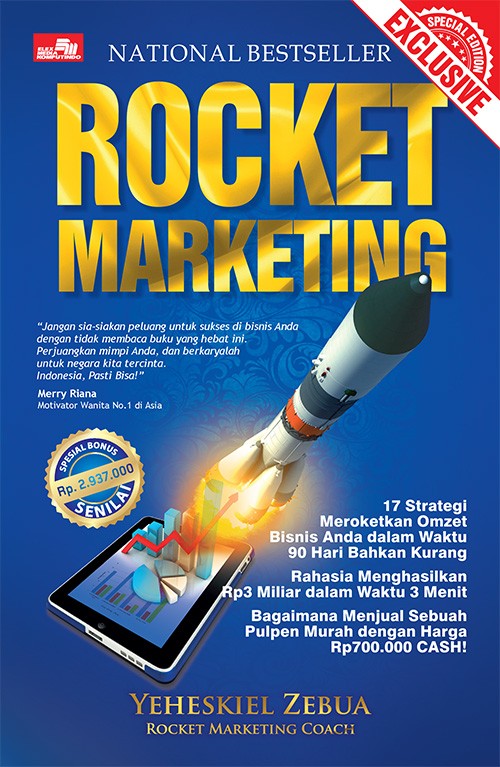 ELEX
MEDIA
KOMPUTINDO
NATIONAL BESTSELLER
SPECIAL EDITION
EXCLUSIVE
ROCKET
MARKETING
“Jangan sia-siakan peluang untuk sukses di bisnis Anda
dengan tidak membaca buku yang hebat ini.
Perjuangkan mimpi Anda, dan berkaryalah
untuk negara kita tercinta.
Indonesia, Pasti Bisa!”
Merry Riana
Motivator Wanita No.1 di Asia
SPESIAL BONUS
Rp. 2.937.000
SENILAI
17 Strategi
Meroketkan Omzet
Bisnis Anda dalam Waktu
90 Hari Bahkan Kurang
Rahasia Menghasilkan
Rp3 Miliar dalam Waktu 3 Menit
Bagaimana Menjual Sebuah
Pulpen Murah dengan Harga
Rp700.000 CASH!
YEHESKIEL ZEBUA
ROCKET MARKETING COACH